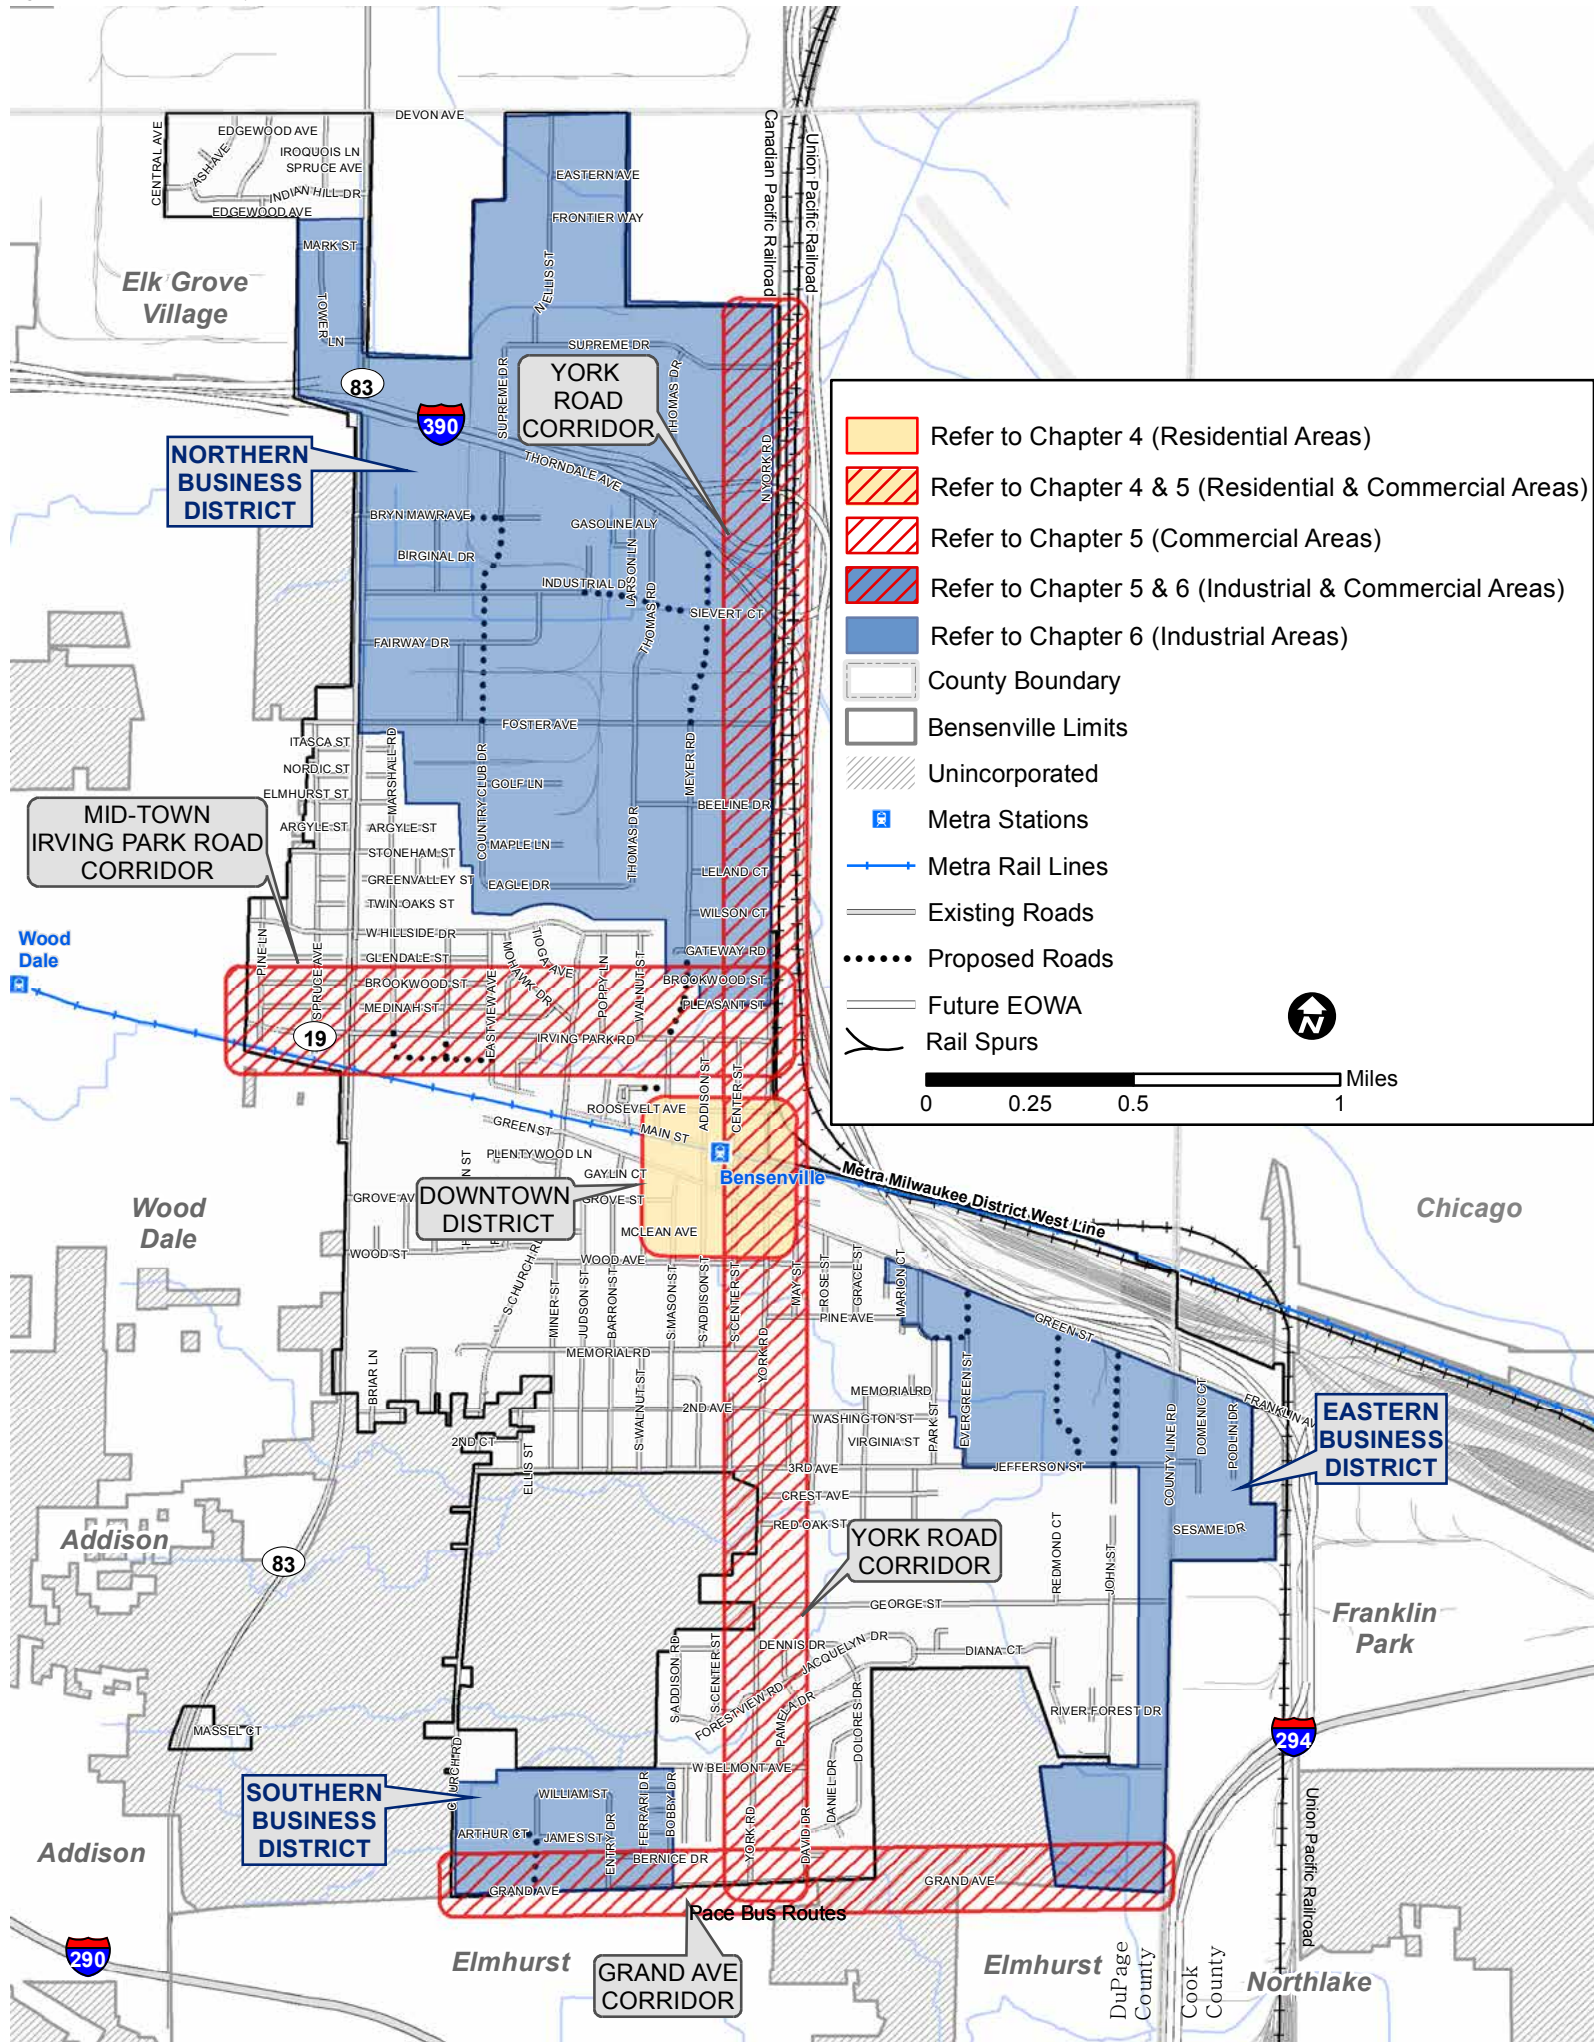 DEVON AVE
CENTRAL AVE
EDGEWOOD AVE
ASH AVE
IROQUOIS LN
SPRUCE AVE
INDIAN HILL DR
EDGEWOOD AVE
MARK ST
TOWER
LN
Elk Grove
Village
EASTERN AVE
FRONTIER WAY
N ELLIS ST
Canadian Pacific Railroad
Union Pacific Railroad
SUPREME DR
SUPREME DR
THOMAS DR
83
390
YORK
ROAD
CORRIDOR
N YORK RD
NORTHERN
BUSINESS
DISTRICT
THORNDALE AVE
BRYN MAWR AVE
GASOLINE ALY
BIRGINAL DR
LARSON LN
INDUSTRIAL DR
THOMAS RD
SIEVERT CT
FAIRWAY DR
FOSTER AVE
Refer to Chapter 4 (Residential Areas)
Refer to Chapter 4 & 5 (Residential & Commercial Areas)
Refer to Chapter 5 (Commercial Areas)
Refer to Chapter 5 & 6 (Industrial & Commercial Areas)
Refer to Chapter 6 (Industrial Areas)
County Boundary
Bensenville Limits
Unincorporated
Metra Stations
Metra Rail Lines
Existing Roads
Proposed Roads
Future EOWA
Rail Spurs
N
Miles
0
0.25
0.5
1
ITASCA ST
NORDIC ST
ELMHURST ST
ARGYLE ST
ARGYLE ST
MARSHALL RD
STONEHAM ST
GREENVALLEY ST
TWIN OAKS ST
COUNTRY CLUB DR
GOLF LN
MAPLE LN
EAGLE DR
THOMAS DR
MEYER RD
BEELINE DR
LELAND CT
WILSON CT
GATEWAY RD
MID-TOWN
IRVING PARK ROAD
CORRIDOR
Wood
Dale
PINE LN
SPRUCE AVE
W HILLSIDE DR
GLENDALE ST
BROOKWOOD ST
MEDINAH ST
EASTVIEW AVE
MOHAWK DR
TIOGA AVE
POPPY LN
WALNUT ST
BROOKWOOD ST
PLEASANT ST
19
IRVING PARK RD
ADDISON ST
CENTER ST
ROOSEVELT AVE
MAIN ST
GREEN ST
PLENTYWOOD LN
GAYLIN CT
GROVE AV
GROVE ST
DOWNTOWN
DISTRICT
MCLEAN AVE
Bensenville
Metra Milwaukee District West Line
Chicago
Wood
Dale
WOOD ST
S CHURCH RD
WOOD AVE
MINER ST
JUDSON ST
BARRON ST
S MASON ST
S ADDISON ST
S CENTER ST
YORK RD
MAY ST
ROSE ST
GRACE ST
MARION CT
PINE AVE
GREEN ST
MEMORIAL RD
BRIAR LN
S WALNUT ST
2ND AVE
2ND CT
ELLIS ST
MEMORIAL RD
WASHINGTON ST
VIRGINIA ST
PARK ST
EVERGREEN ST
3RD AVE
JEFFERSON ST
CREST AVE
RED OAK ST
COUNTY LINE RD
DOMENIC CT
PODLIN DR
FRANKLIN AV
EASTERN
BUSINESS
DISTRICT
SESAME DR
Addison
83
YORK ROAD
CORRIDOR
REDMOND CT
JOHN ST
GEORGE ST
Franklin
Park
DENNIS DR
JACQUELYN DR
DIANA CT
S ADDISON RD
S CENTER ST
FOREST VIEW RD
PAMELA DR
DOLORES DR
RIVER FOREST DR
MASSEL CT
CHURCH RD
294
W BELMONT AVE
DANIEL DR
SOUTHERN
BUSINESS
DISTRICT
WILLIAM ST
ARTHUR CT
JAMES ST
ENTRY DR
FERRARI DR
BOBBY DR
BERNICE DR
YORK RD
DAVID DR
GRAND AVE
GRAND AVE
Addison
Union Pacific Railroad
Pace Bus Routes
290
Elmhurst
GRAND AVE
CORRIDOR
Elmhurst
DuPage
County
Cook
County
Northlake